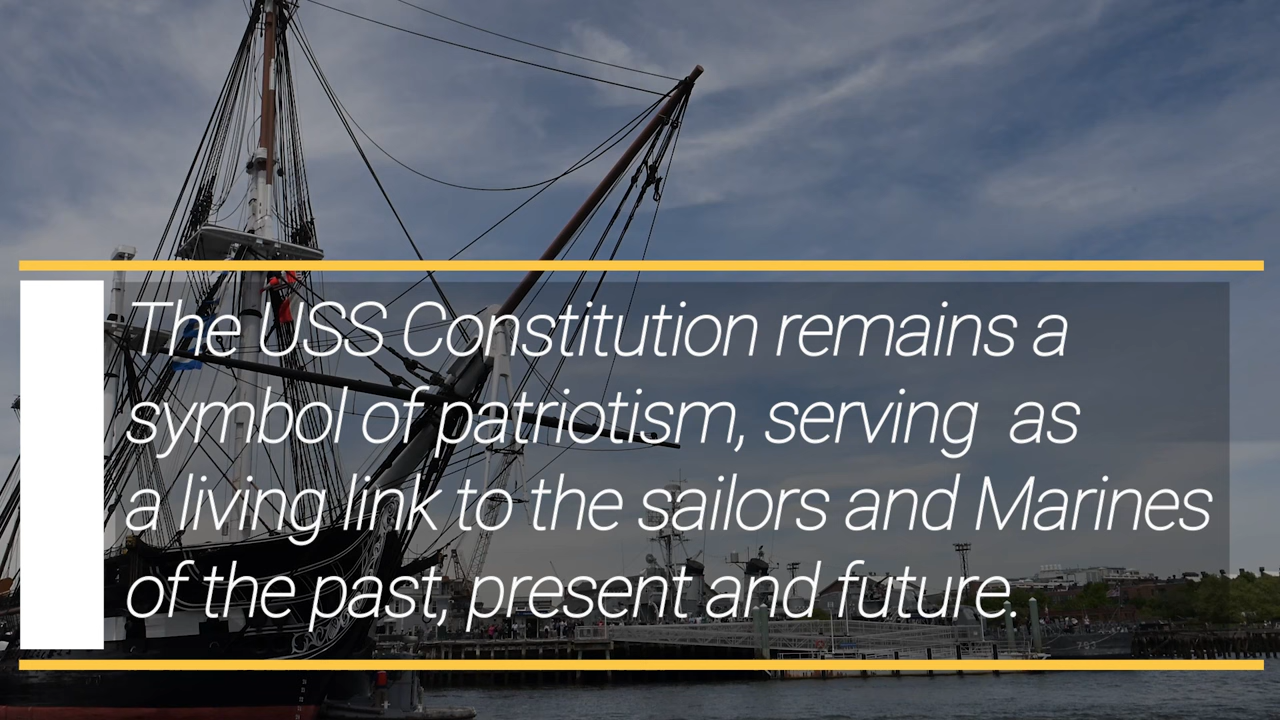 The USS Constitution remains a
symbol of patriotism, serving  as
a living link to the sailors and Marines
of the past, present and future.